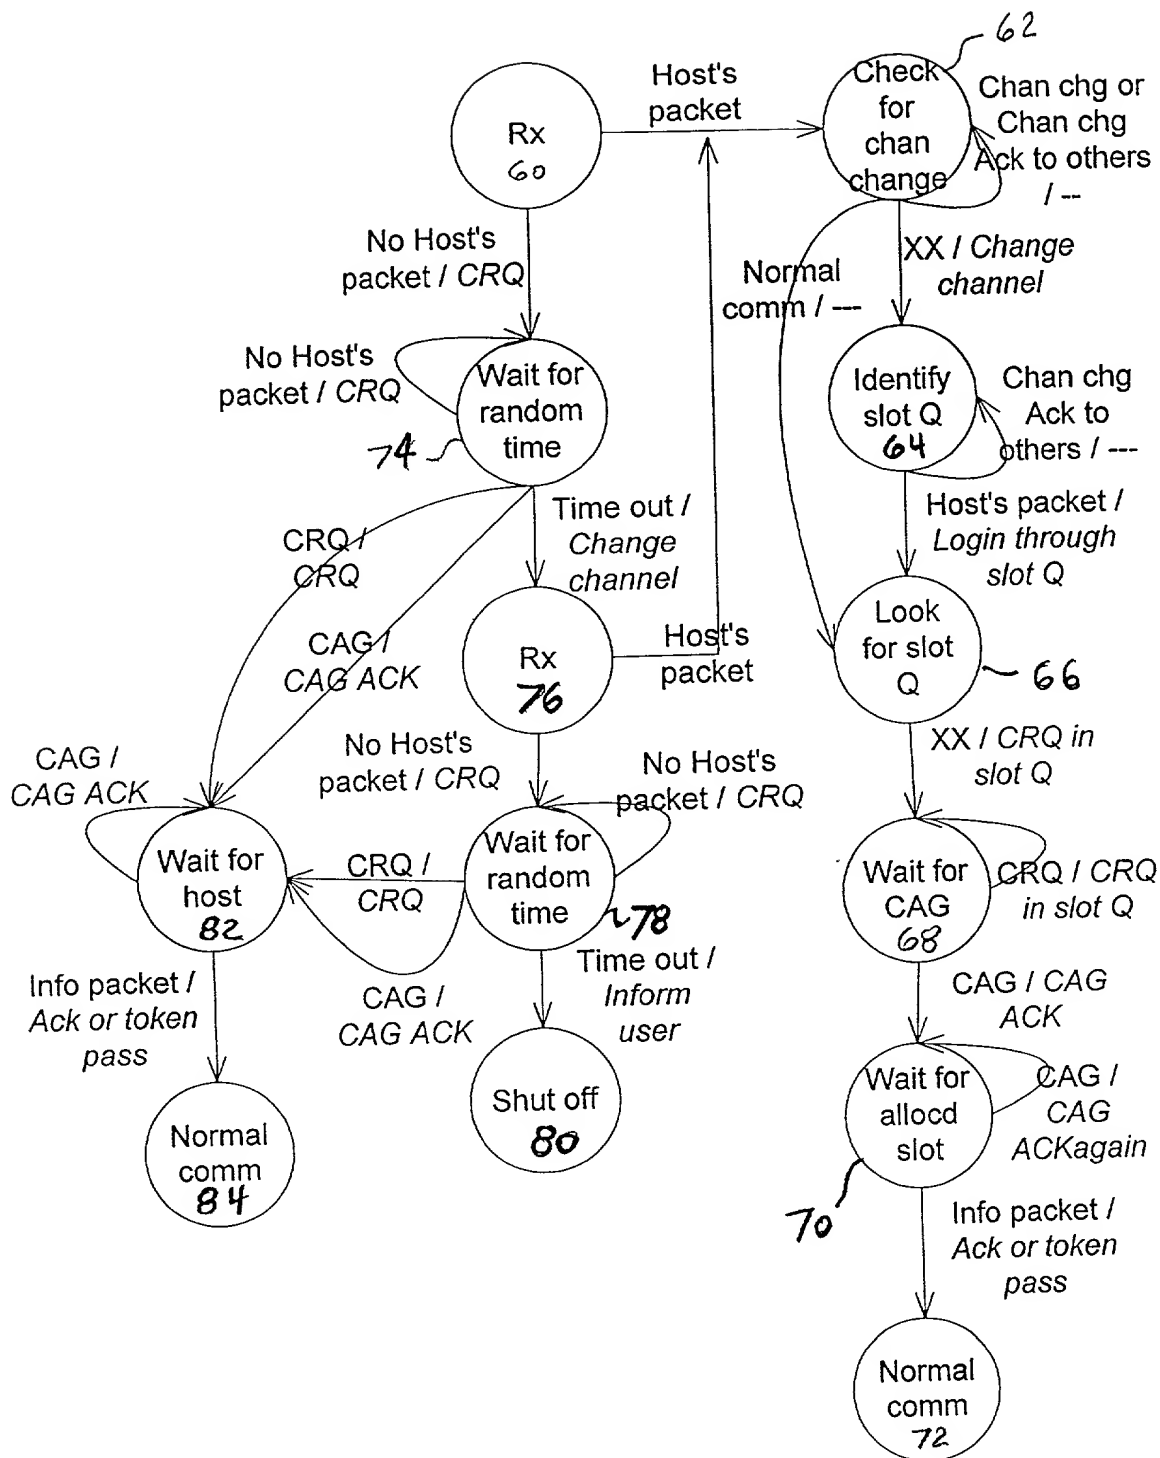 62
Host's
packet
Check
for
chan
change
Chan chg or
Chan chg
Ack to others
/ --
Rx
60
No Host's
packet / CRQ
Normal
comm / ---
XX / Change
channel
No Host's
packet / CRQ
Wait for
random
time
74
Identify
slot Q
64
Chan chg
Ack to
others / ---
CRQ /
CRQ
Time out /
Change
channel
Host's packet /
Login through
slot Q
CAG /
CAG ACK
Rx
76
Host's
packet
Look
for slot
Q
66
No Host's
packet / CRQ
No Host's
packet / CRQ
XX / CRQ in
slot Q
CAG /
CAG ACK
Wait for
host
82
CRQ /
CRQ
Wait for
random
time
78
Wait for
CAG
68
CRQ / CRQ
in slot Q
Info packet /
Ack or token
pass
CAG /
CAG ACK
Time out /
Inform
user
CAG / CAG
ACK
Normal
comm
84
Shut off
80
Wait for
allocd
slot
70
CAG /
CAG
ACKagain
Info packet /
Ack or token
pass
Normal
comm
72